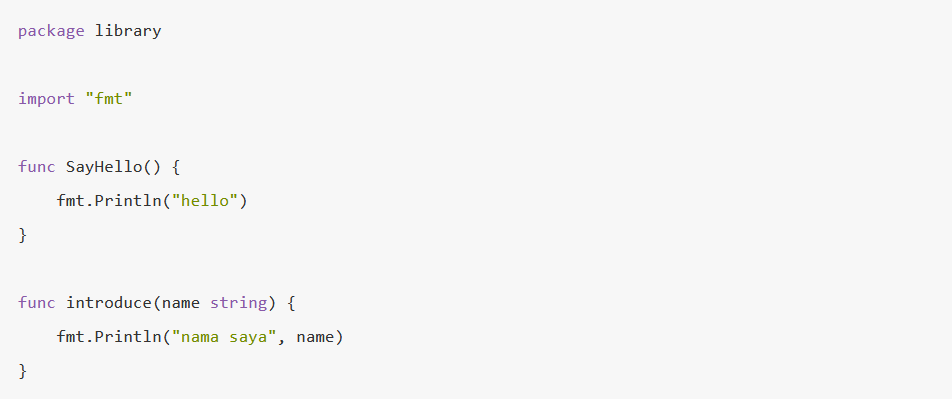 package library
import "fmt"
func SayHello() {
    fmt.Println("hello")
}
func introduce(name string) {
    fmt.Println("nama saya", name)
}